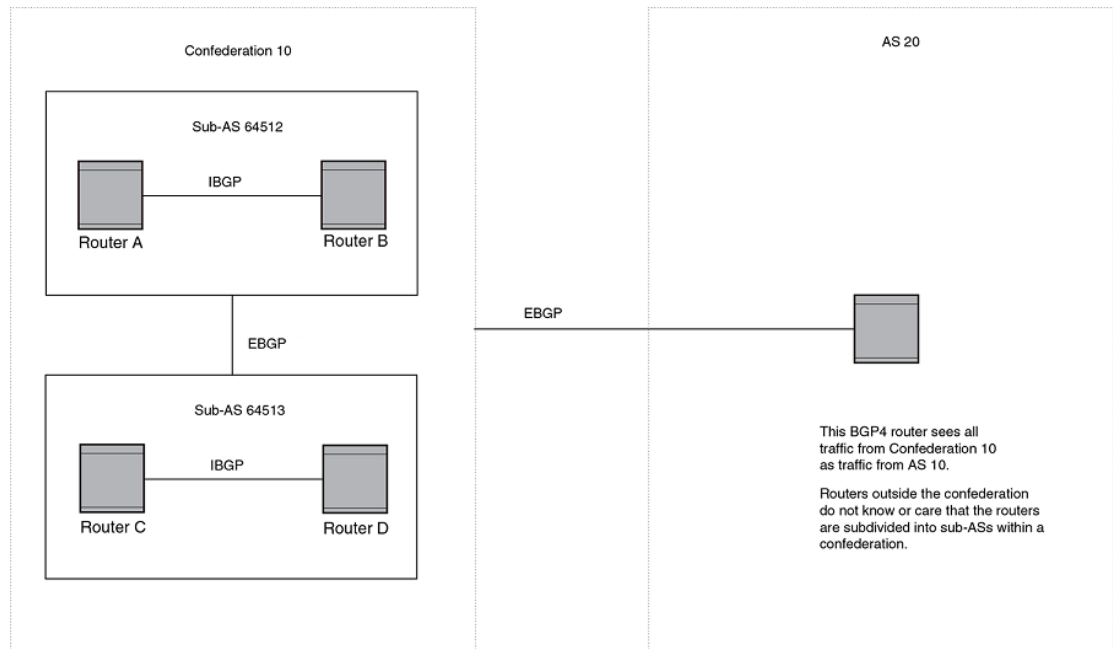 Confederation 10
AS 20
Sub-AS 64512
IBGP
Router A
Router B
EBGP
EBGP
Sub-AS 64513
IBGP
Router C
Router D
This BGP4 router sees all
traffic from Confederation 10
as traffic from AS 10.
Routers outside the confederation
do not know or care that the routers
are subdivided into sub-ASs within a
confederation.